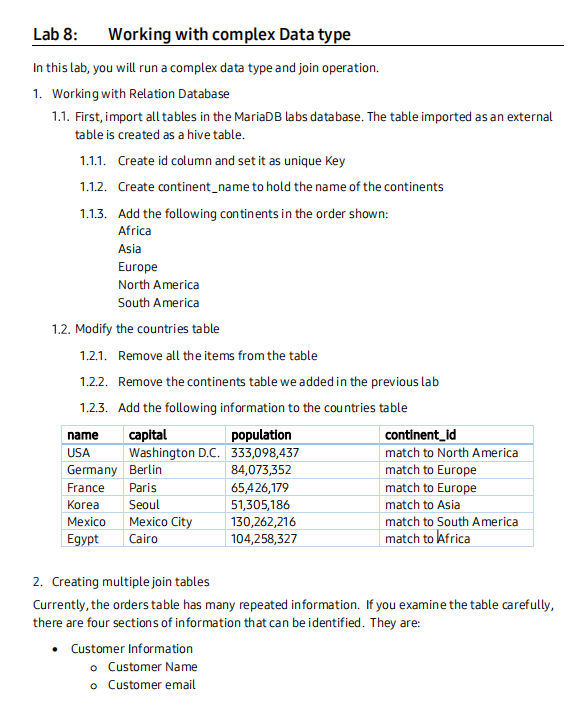 Lab 8: Working with complex Data type
In this lab, you will run a complex data type and join operation.
1. Working with Relation Database
1.1. First, import all tables in the MariaDB labs database. The table imported as an external
table is created as a hive table.
1.1.1. Create id column and set it as unique Key
1.1.2. Create continent_name to hold the name of the continents
1.1.3. Add the following continents in the order shown:
Africa
Asia
Europe
North America
South America
1.2. Modify the countries table
1.2.1. Remove all the items from the table
1.2.2. Remove the continents table we added in the previous lab
1.2.3. Add the following information to the countries table
name capital population continent_id
USA Washington D.C. 333,098,437 match to North America
Germany Berlin 84,073,352 match to Europe
France Paris 65,426,179 match to Europe
Korea Seoul 51,305,186 match to Asia
Mexico Mexico City 130,262,216 match to South America
Egypt Cairo 104,258,327 match to Africa
2. Creating multiple join tables
Currently, the orders table has many repeated information. If you examine the table carefully,
there are four sections of information that can be identified. They are:
• Customer Information
o Customer Name
o Customer email